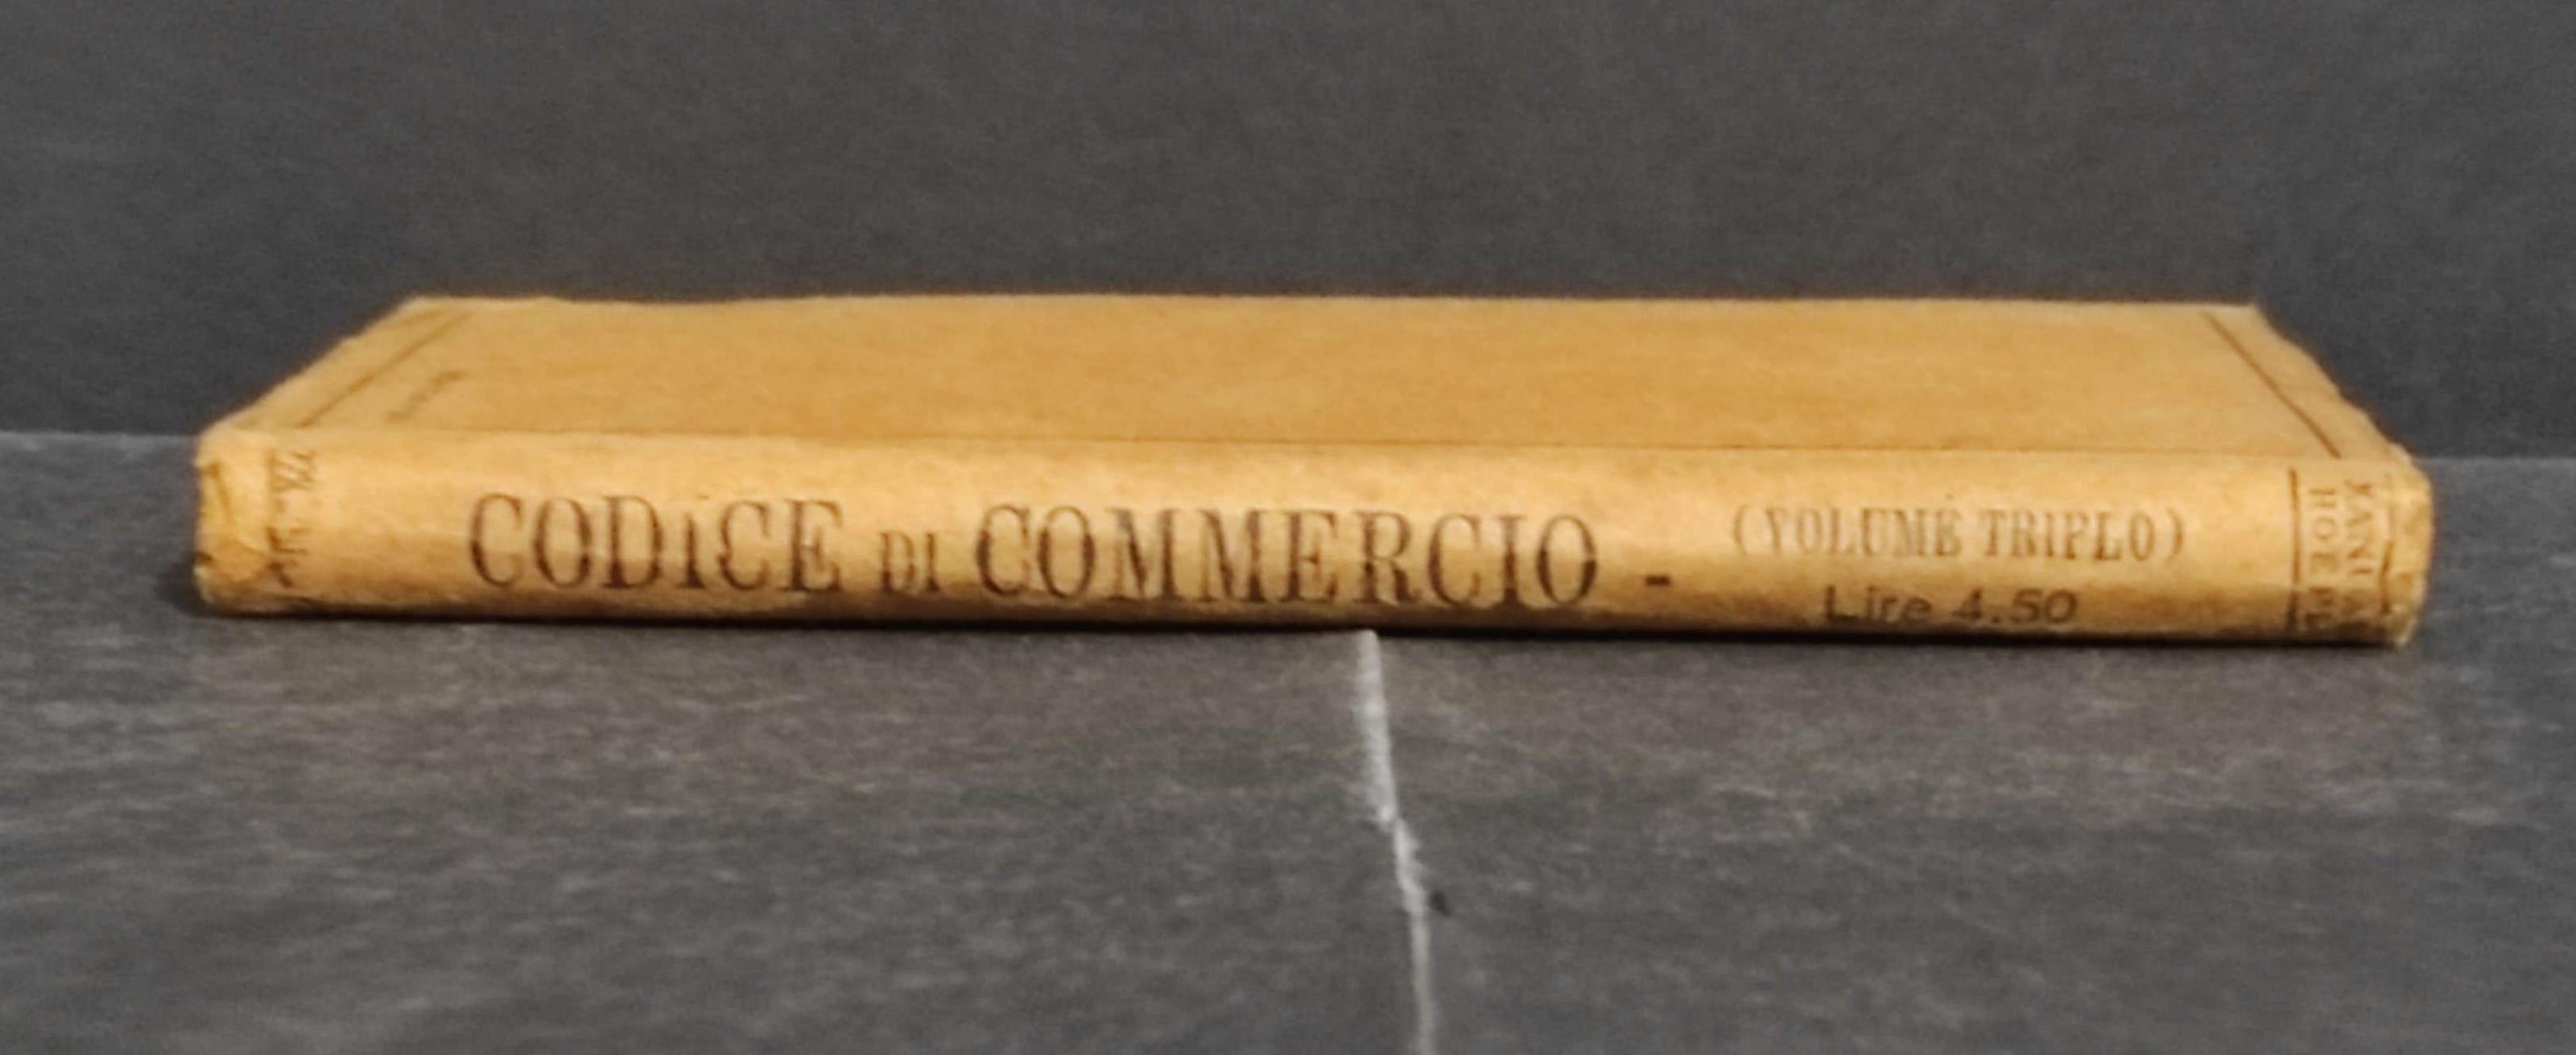 CODICE DI COMMERCIO - (VOLUME TRIPLO)
Lire 4.50